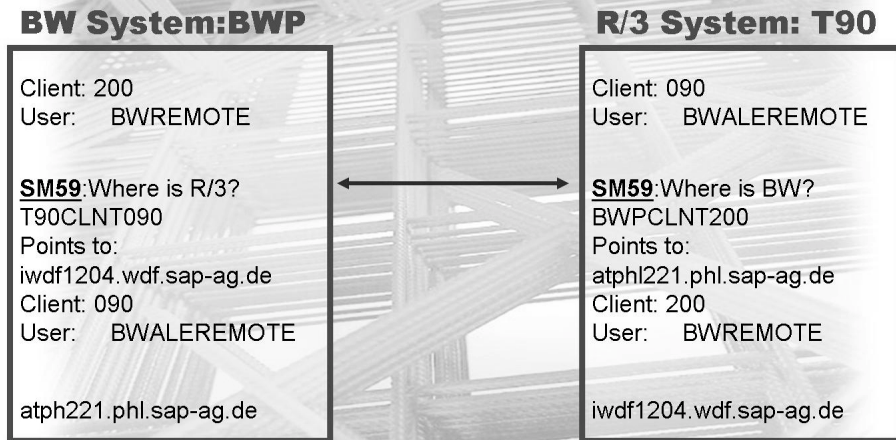 BW System:BWP
Client: 200
User: BWREMOTE
SM59:Where is R/3?
T90CLNT090
Points to:
iwdf1204.wdf.sap-ag.de
Client: 090
User: BWALEREMOTE
atph221.phl.sap-ag.de
R/3 System: T90
Client: 090
User: BWALEREMOTE
SM59:Where is BW?
BWPCLNT200
Points to:
atphl221.phl.sap-ag.de
Client: 200
User: BWREMOTE
iwdf1204.wdf.sap-ag.de